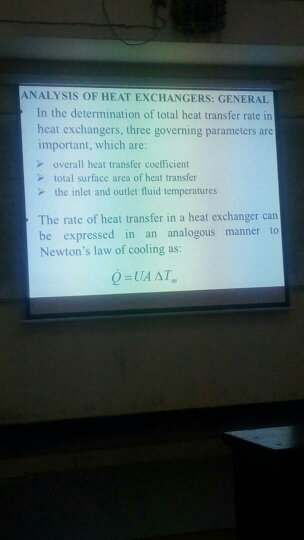 ANALYSIS OF HEAT EXCHANGERS: GENERAL
• In the determination of total heat transfer rate in
heat exchangers, three governing parameters are
important, which are:
➢ overall heat transfer coefficient
➢ total surface area of heat transfer
➢ the inlet and outlet fluid temperatures
• The rate of heat transfer in a heat exchanger can
be expressed in an analogous manner to
Newton's law of cooling as:
Q̇ = UA ΔTₘ